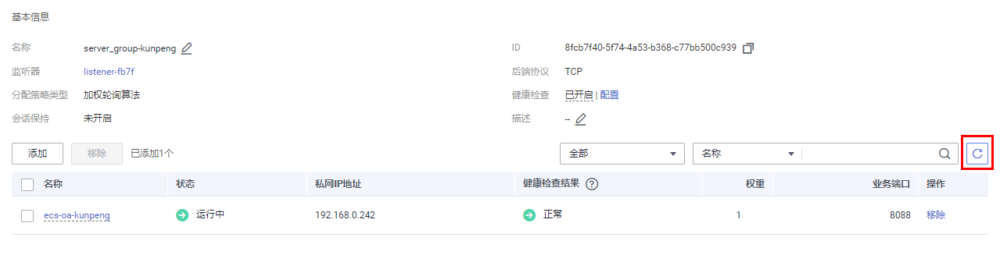 基本信息
名称 server_group-kunpeng ID 8fcb7f40-5f74-4a53-b368-c77bb500c939
监听器 listener-fb7f 后端协议 TCP
分配策略类型 加权轮询算法 健康检查 已开启 | 配置
会话保持 未开启 描述 --
添加 移除 已添加1个 全部 名称
名称 状态 私网IP地址 健康检查结果 ? 权重 业务端口 操作
ecs-oa-kunpeng 运行中 192.168.0.242 正常 1 8088 移除